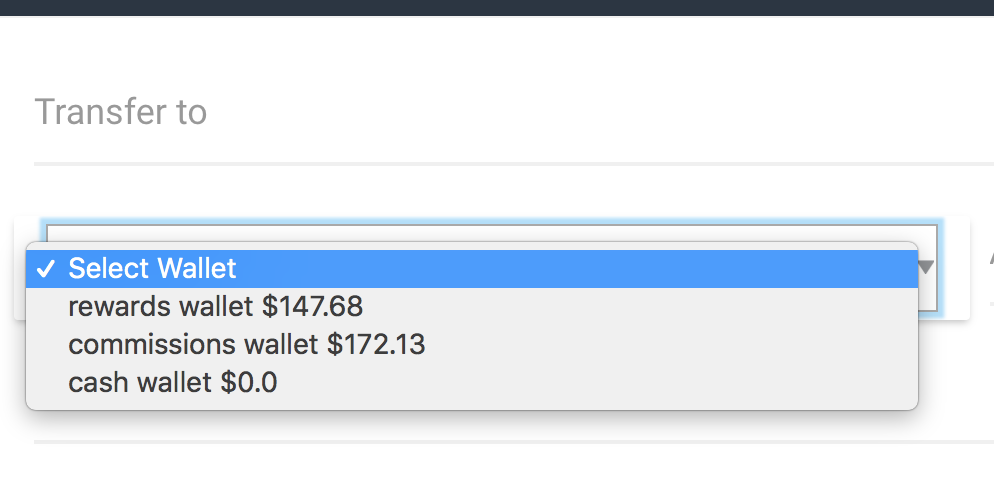 Transfer to
✓ Select Wallet
rewards wallet $147.68
commissions wallet $172.13
cash wallet $0.0